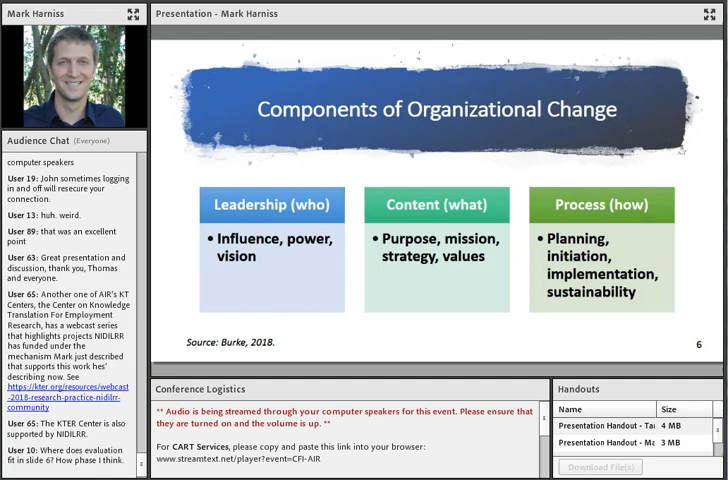 Mark Harniss
Presentation - Mark Harniss
Audience Chat (Everyone)
computer speakers
User 19: John sometimes logging
in and off will resecure your
connection.
User 13: huh. weird.
User 89: that was an excellent
point
User 63: Great presentation and
discussion, thank you, Thomas
and everyone.
User 65: Another one of AIR's KT
Centers, the Center on Knowledge
Translation For Employment
Research, has a webcast series
that highlights projects NIDILRR
has funded under the
mechanism Mark just described
that supports this work hes'
describing now. See
https://kter.org/resources/webcast
-2018-research-practice-nidilrr-
community
User 65: The KTER Center is also
supported by NIDILRR.
User 10: Where does evaluation
fit in slide 6? How phase I think.
Components of Organizational Change
Leadership (who)
• Influence, power,
vision
Content (what)
• Purpose, mission,
strategy, values
Process (how)
• Planning,
initiation,
implementation,
sustainability
Source: Burke, 2018.
6
Conference Logistics
** Audio is being streamed through your computer speakers for this event. Please ensure that
they are turned on and the volume is up. **
For CART Services, please copy and paste this link into your browser:
www.streamtext.net/player?event=CFI-AIR
Handouts
Name Size
Presentation Handout - Tai 4 MB
Presentation Handout - Ma 3 MB
Download File(s)